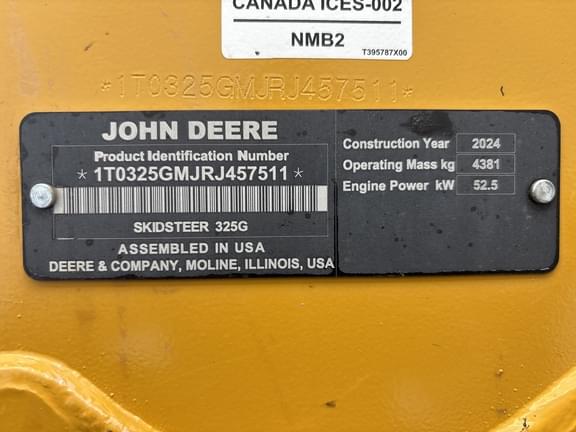 CANADA ICES-002
NMB2
T395787X00
*1T0325GMJRJ457511*
JOHN DEERE
Product Identification Number
*1T0325GMJRJ457511*
SKIDSTEER 325G
ASSEMBLED IN USA
DEERE & COMPANY, MOLINE, ILLINOIS, USA
Construction Year 2024
Operating Mass kg 4381
Engine Power kW 52.5